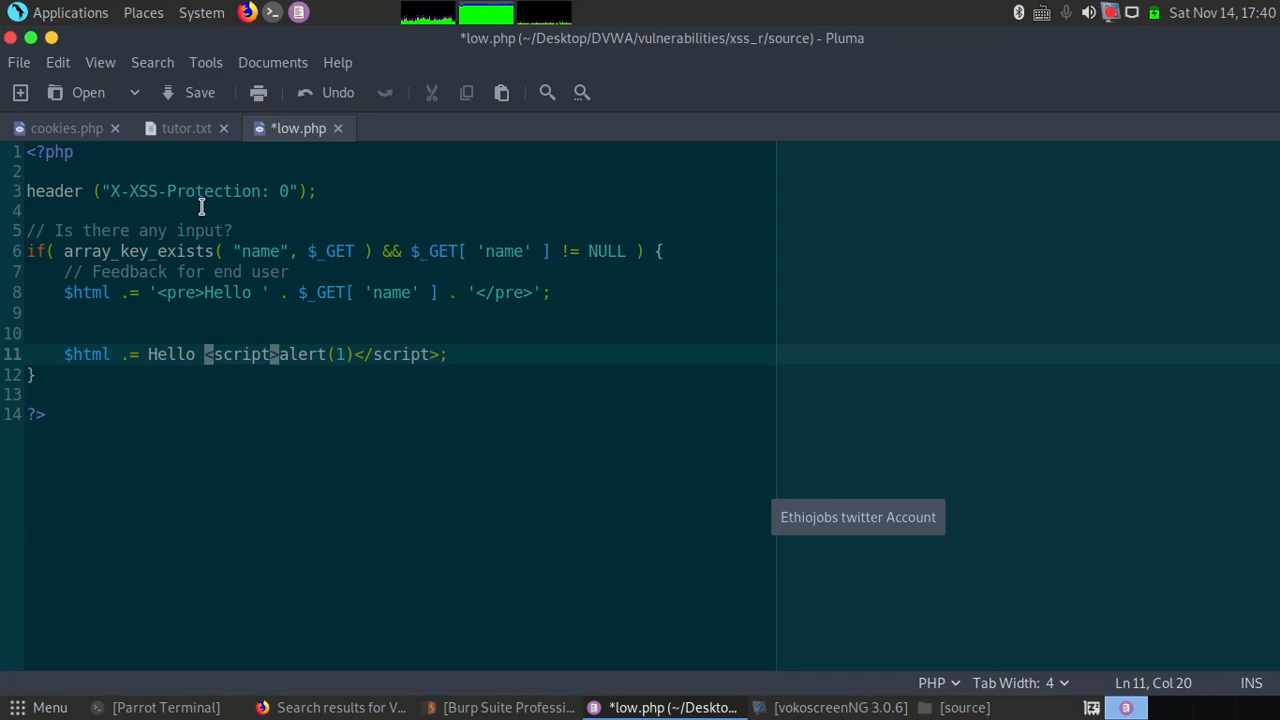 Applications Places System Sat Nov 14, 17:40
*low.php (~/Desktop/DVWA/vulnerabilities/xss_r/source) - Pluma
File Edit View Search Tools Documents Help
Open Save Undo
cookies.php tutor.txt *low.php
1 <?php
2
3 header ("X-XSS-Protection: 0");
4
5 // Is there any input?
6 if( array_key_exists( "name", $_GET ) && $_GET[ 'name' ] != NULL ) {
7 // Feedback for end user
8 $html .= '<pre>Hello ' . $_GET[ 'name' ] . '</pre>';
9
10
11 $html .= Hello <script>alert(1)</script>;
12 }
13
14 ?>
Ethiojobs twitter Account
PHP Tab Width: 4 Ln 11, Col 20 INS
Menu [Parrot Terminal] Search results for V... [Burp Suite Professi... *low.php (~/Deskto... [vokoscreenNG 3.0.6] [source]